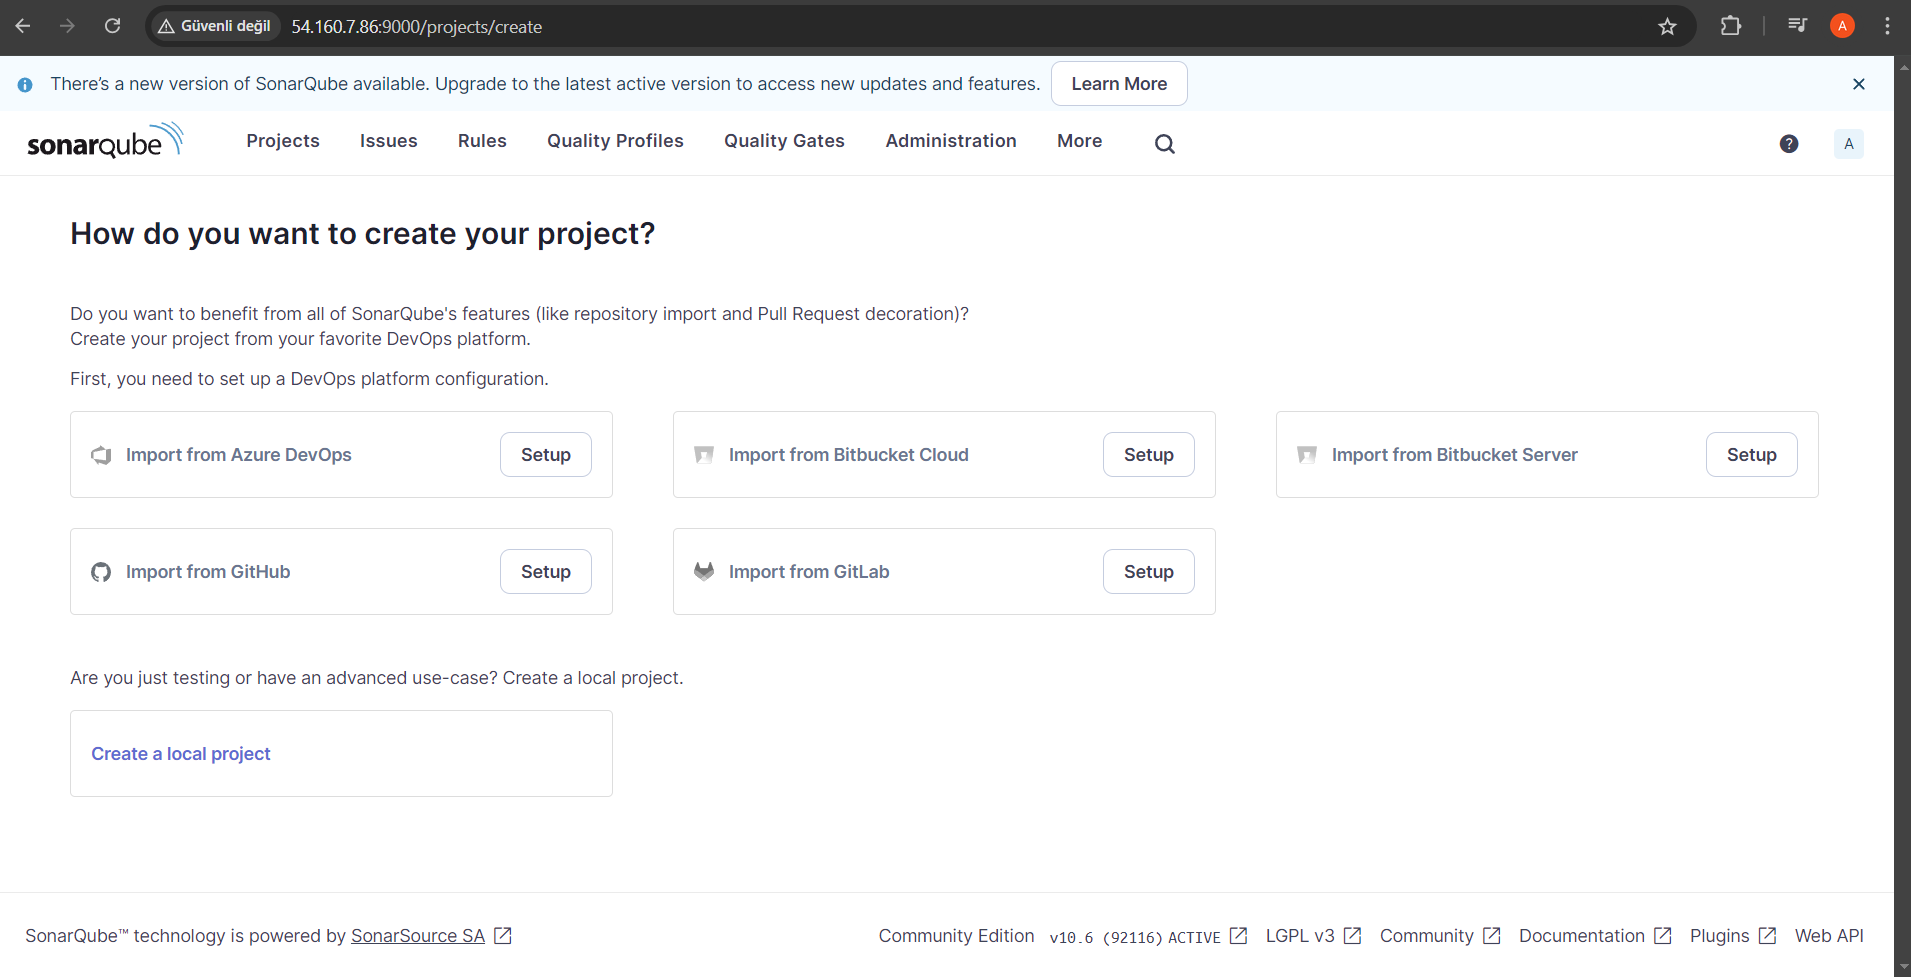 Güvenli değil 54.160.7.86:9000/projects/create A
There's a new version of SonarQube available. Upgrade to the latest active version to access new updates and features. Learn More
sonarqube Projects Issues Rules Quality Profiles Quality Gates Administration More ? A
How do you want to create your project?
Do you want to benefit from all of SonarQube's features (like repository import and Pull Request decoration)?
Create your project from your favorite DevOps platform.
First, you need to set up a DevOps platform configuration.
Import from Azure DevOps Setup Import from Bitbucket Cloud Setup Import from Bitbucket Server Setup
Import from GitHub Setup Import from GitLab Setup
Are you just testing or have an advanced use-case? Create a local project.
Create a local project
SonarQube™ technology is powered by SonarSource SA Community Edition v10.6 (92116) ACTIVE LGPL v3 Community Documentation Plugins Web API